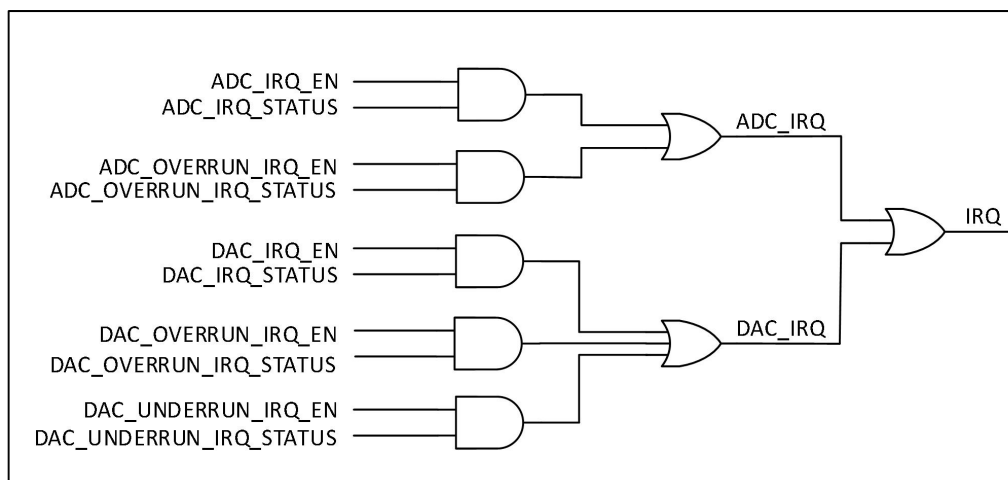 ADC_IRQ_EN
ADC_IRQ_STATUS
ADC_IRQ
ADC_OVERRUN_IRQ_EN
ADC_OVERRUN_IRQ_STATUS
IRQ
DAC_IRQ_EN
DAC_IRQ_STATUS
DAC_OVERRUN_IRQ_EN
DAC_IRQ
DAC_OVERRUN_IRQ_STATUS
DAC_UNDERRUN_IRQ_EN
DAC_UNDERRUN_IRQ_STATUS